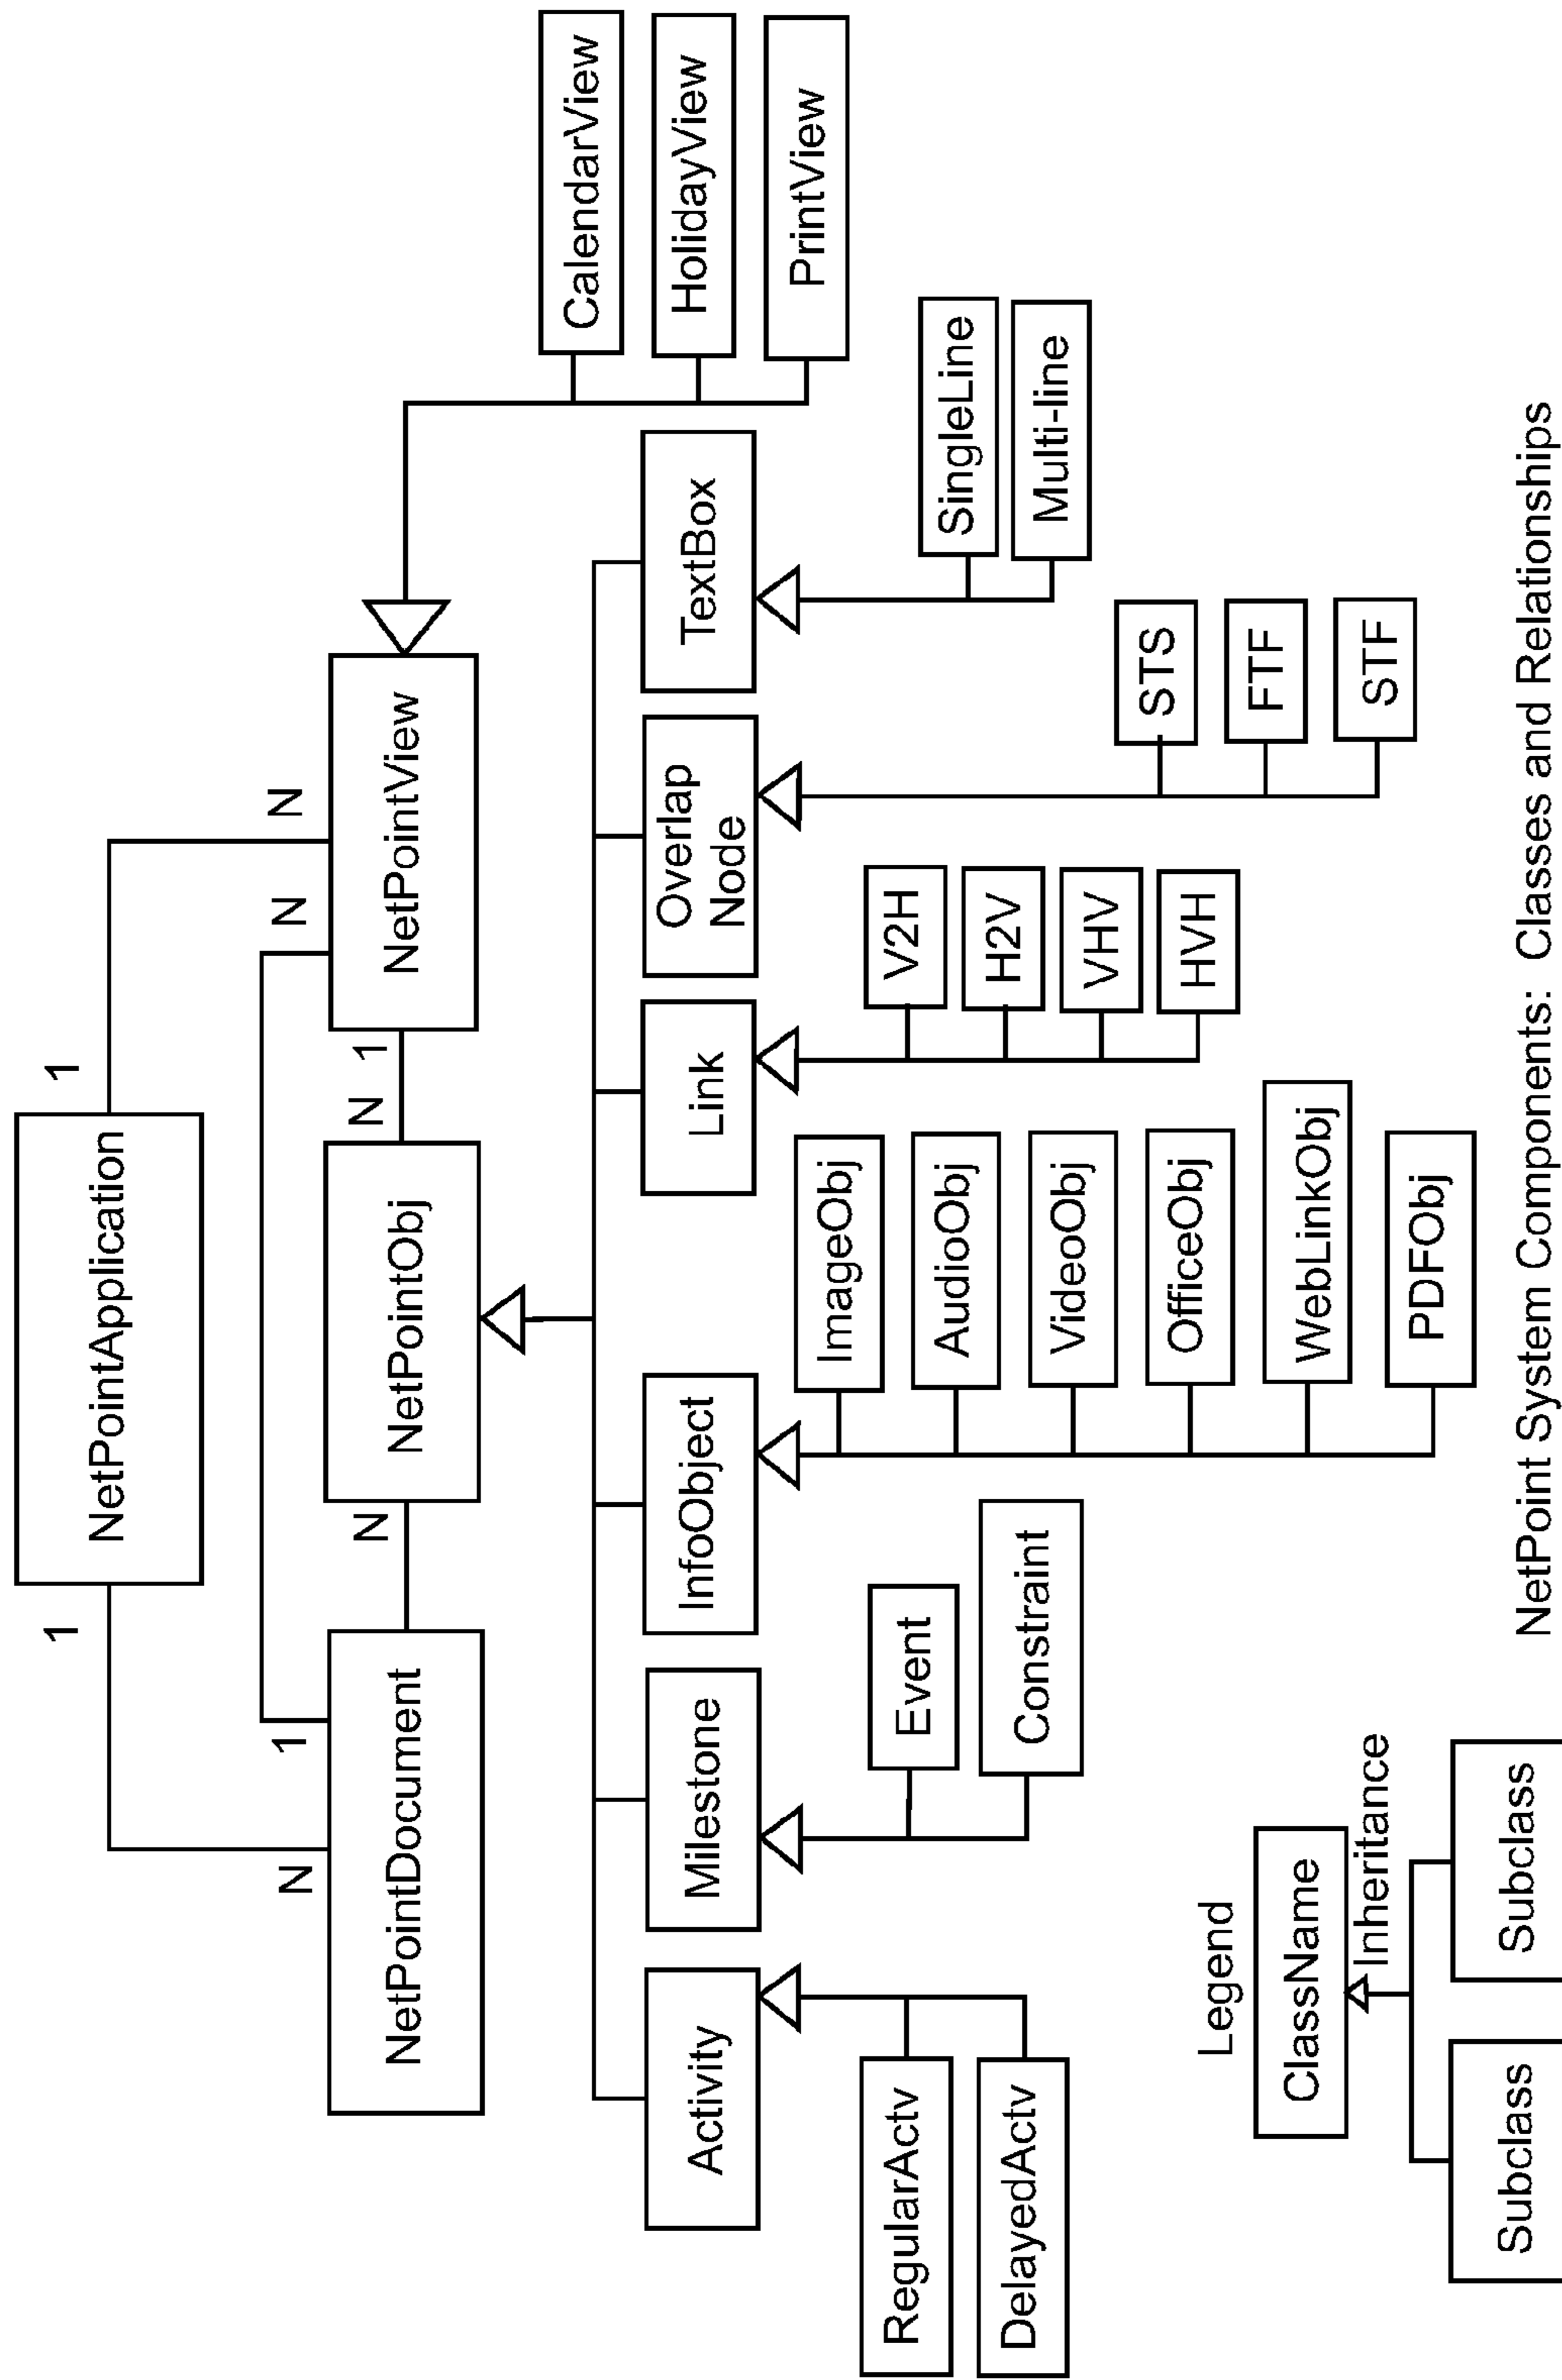 NetPointApplication
1
1
N
N
1
N
NetPointDocument
N
NetPointObj
N
1
NetPointView
CalendarView
HolidayView
PrintView
Activity
Milestone
InfoObject
Link
Overlap
Node
TextBox
RegularActv
DelayedActv
Event
Constraint
ImageObj
AudioObj
VideoObj
OfficeObj
WebLinkObj
PDFObj
V2H
H2V
VHV
HVH
STS
FTF
STF
SingleLine
Multi-line
Legend
ClassName
Inheritance
Subclass
Subclass
NetPoint System Components: Classes and Relationships